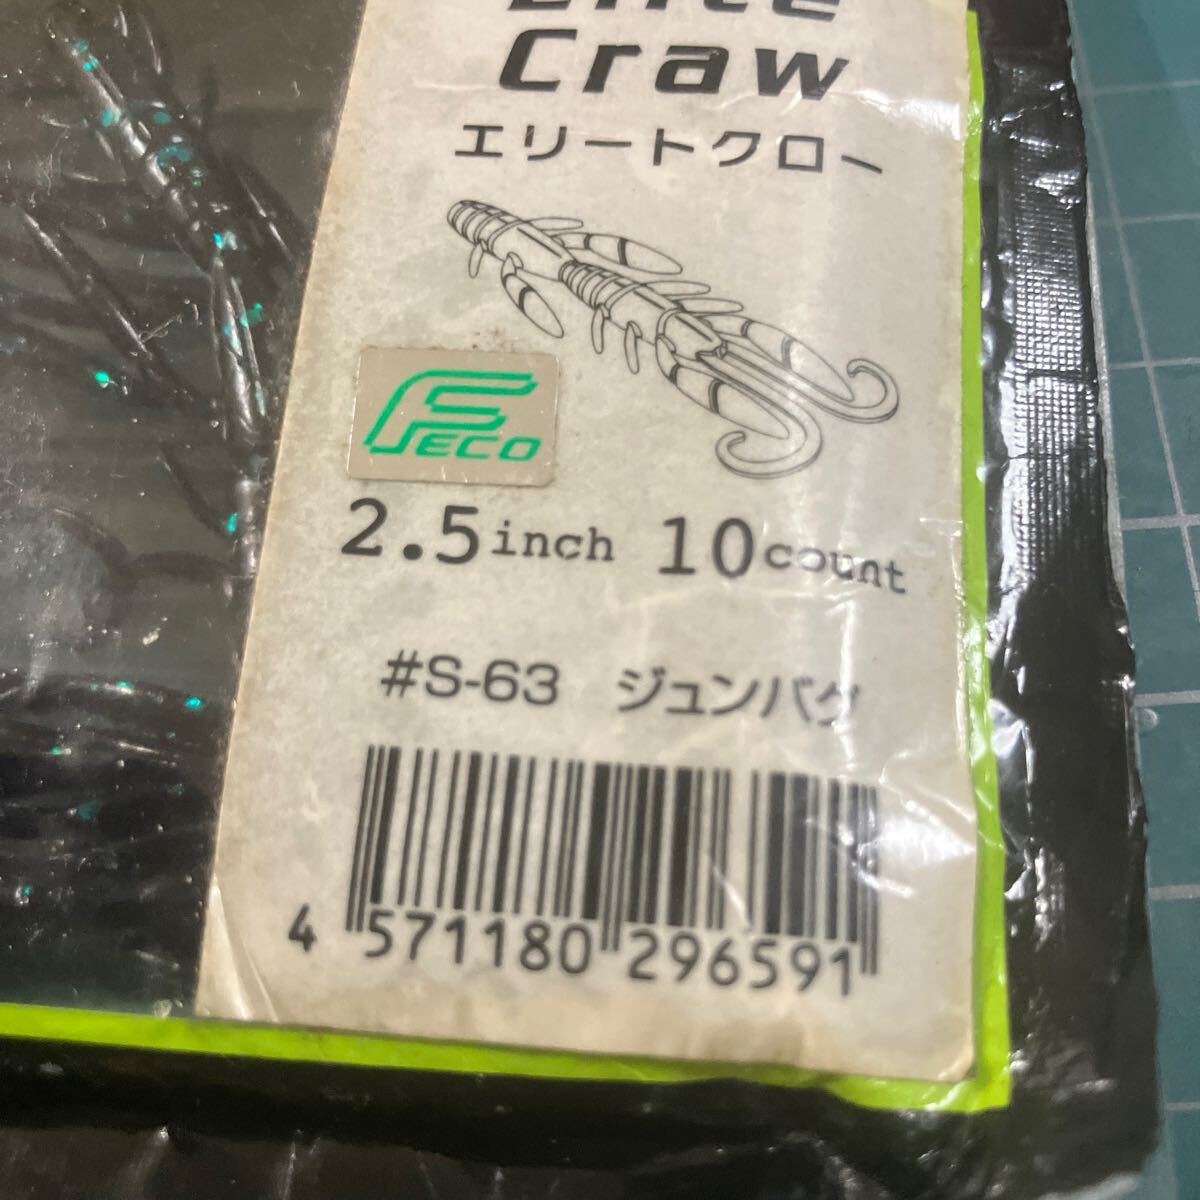 Elite
Craw
エリートクロー
FECO
2.5inch 10count
#S-63 ジュンバグ
4 571180 296591